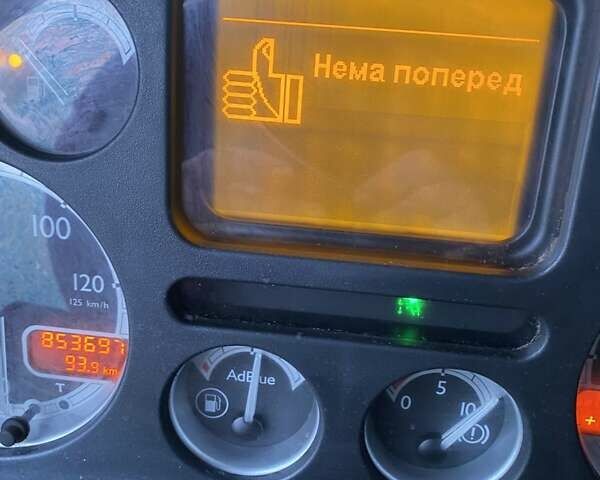 Нема поперед
100
120
125 km/h
853697
93.9 km
T
AdBlue
0 5 10
+